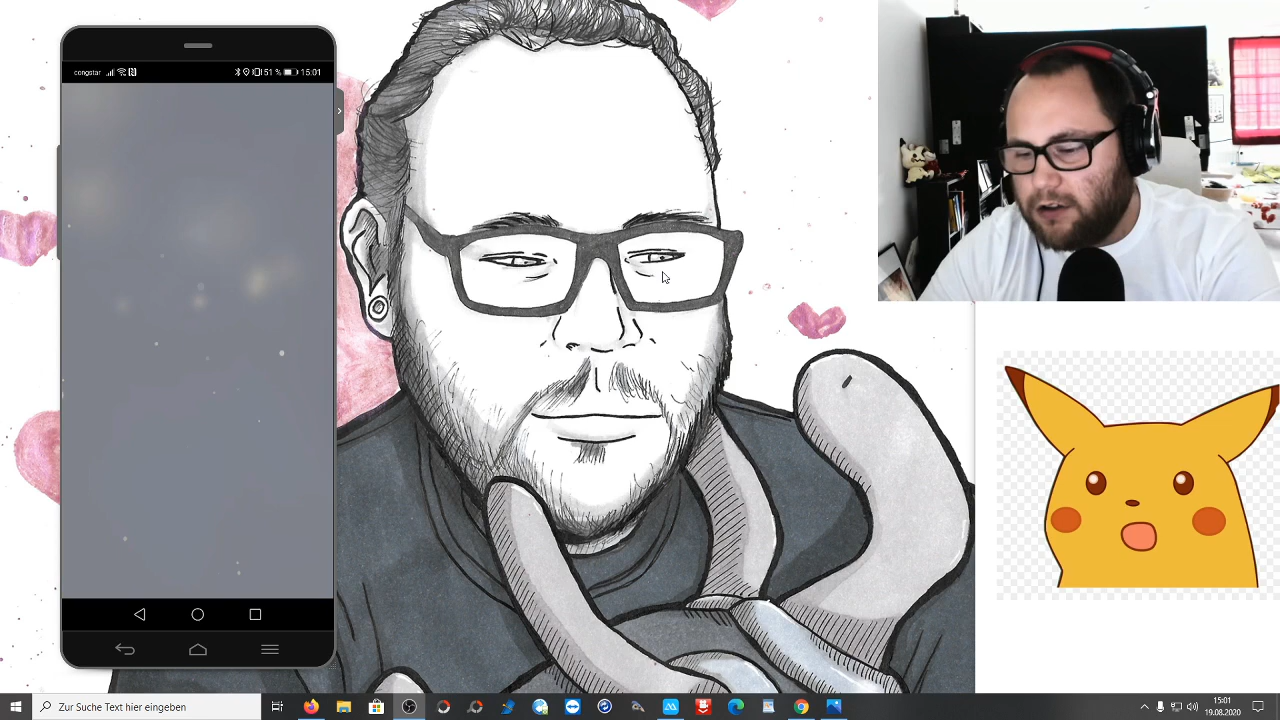 congstar
51 % 15:01
Zur Suche Text hier eingeben
15:01
19.08.2020